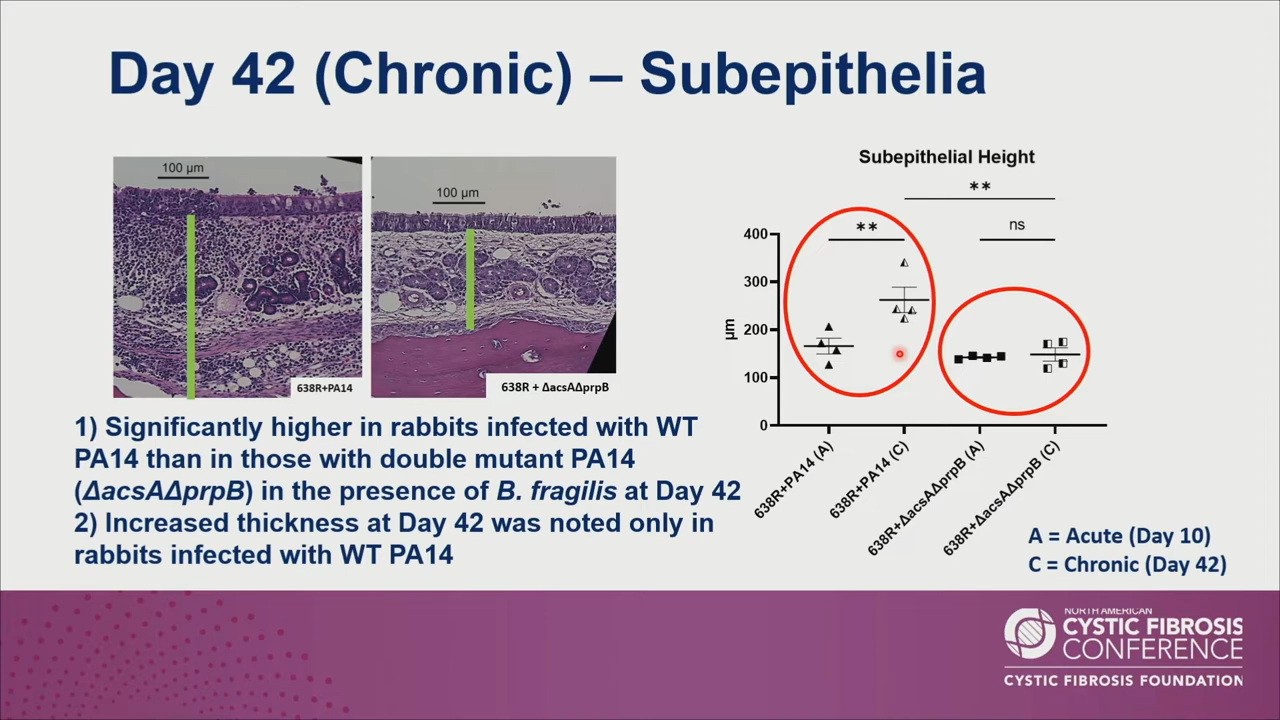 Day 42 (Chronic) – Subepithelia
100 µm
638R+PA14
100 µm
638R + ΔacsAΔprpB
1) Significantly higher in rabbits infected with WT
PA14 than in those with double mutant PA14
(ΔacsAΔprpB) in the presence of B. fragilis at Day 42
2) Increased thickness at Day 42 was noted only in
rabbits infected with WT PA14
Subepithelial Height
**
**
ns
µm
400
300
200
100
0
638R+PA14 (A)
638R+PA14 (C)
638R+ΔacsAΔprpB (A)
638R+ΔacsAΔprpB (C)
A = Acute (Day 10)
C = Chronic (Day 42)
NORTH AMERICAN
CYSTIC FIBROSIS
CONFERENCE
CYSTIC FIBROSIS FOUNDATION